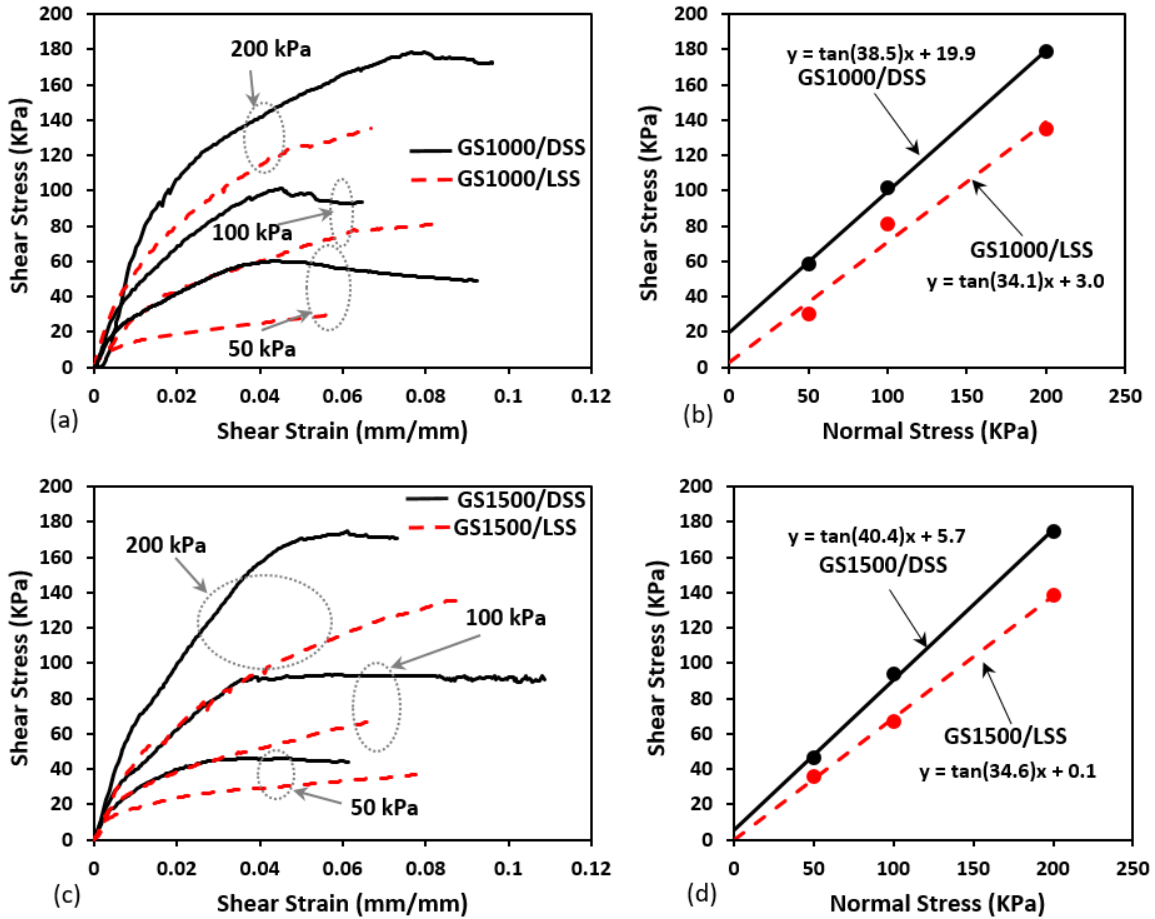 200
180
160
140
120
100
80
60
40
20
0
Shear Stress (KPa)
200 kPa
GS1000/DSS
GS1000/LSS
100 kPa
50 kPa
0 0.02 0.04 0.06 0.08 0.1 0.12
(a)
Shear Strain (mm/mm)
200
180
160
140
120
100
80
60
40
20
0
Shear Stress (KPa)
y = tan(38.5)x + 19.9
GS1000/DSS
GS1000/LSS
y = tan(34.1)x + 3.0
0 50 100 150 200 250
(b)
Normal Stress (KPa)
200
180
160
140
120
100
80
60
40
20
0
Shear Stress (KPa)
GS1500/DSS
GS1500/LSS
200 kPa
100 kPa
50 kPa
0 0.02 0.04 0.06 0.08 0.1 0.12
(c)
Shear Strain (mm/mm)
200
180
160
140
120
100
80
60
40
20
0
Shear Stress (KPa)
y = tan(40.4)x + 5.7
GS1500/DSS
GS1500/LSS
y = tan(34.6)x + 0.1
0 50 100 150 200 250
(d)
Normal Stress (KPa)